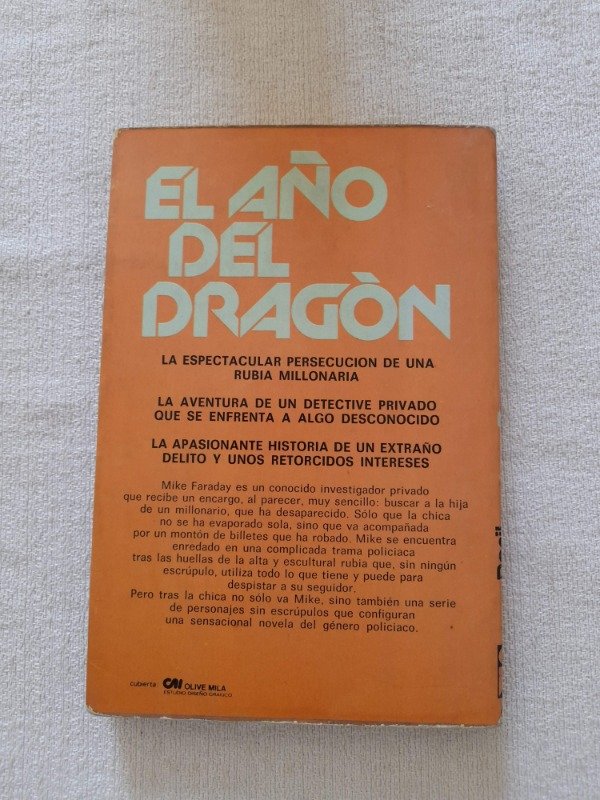 EL AÑO
DEL
DRAGÒN
LA ESPECTACULAR PERSECUCION DE UNA
RUBIA MILLONARIA
LA AVENTURA DE UN DETECTIVE PRIVADO
QUE SE ENFRENTA A ALGO DESCONOCIDO
LA APASIONANTE HISTORIA DE UN EXTRAÑO
DELITO Y UNOS RETORCIDOS INTERESES
Mike Faraday es un conocido investigador privado
que recibe un encargo, al parecer, muy sencillo: buscar a la hija
de un millonario, que ha desaparecido. Sólo que la chica
no se ha evaporado sola, sino que va acompañada
por un montón de billetes que ha robado. Mike se encuentra
enredado en una complicada trama policiaca
tras las huellas de la alta y escultural rubia que, sin ningún
escrúpulo, utiliza todo lo que tiene y puede para
despistar a su seguidor.
Pero tras la chica no sólo va Mike, sino también una serie
de personajes sin escrúpulos que configuran
una sensacional novela del género policiaco.
cubierta: OLIVE MILA
ESTUDIO DISEÑO GRAFICO